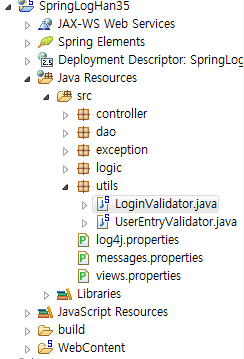 SpringLogHan35
JAX-WS Web Services
Spring Elements
Deployment Descriptor: SpringLog
Java Resources
src
controller
dao
exception
logic
utils
LoginValidator.java
UserEntryValidator.java
log4j.properties
messages.properties
views.properties
Libraries
JavaScript Resources
build
WebContent